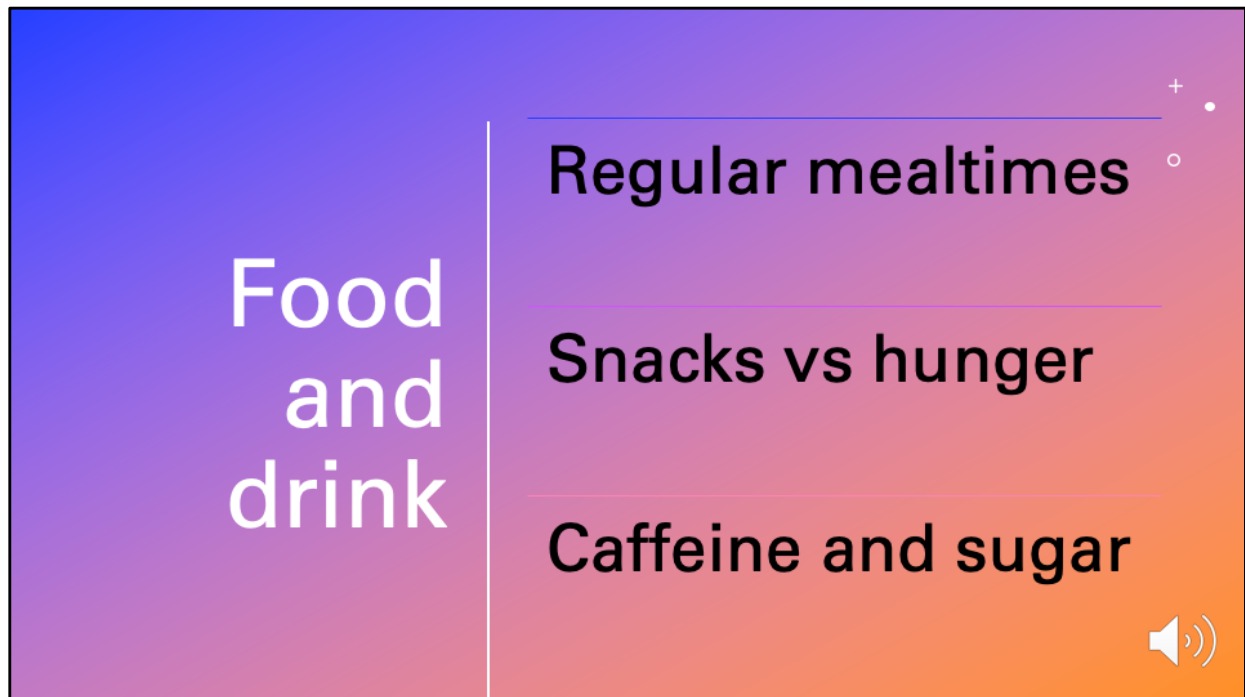 Food
and
drink
Regular mealtimes
Snacks vs hunger
Caffeine and sugar